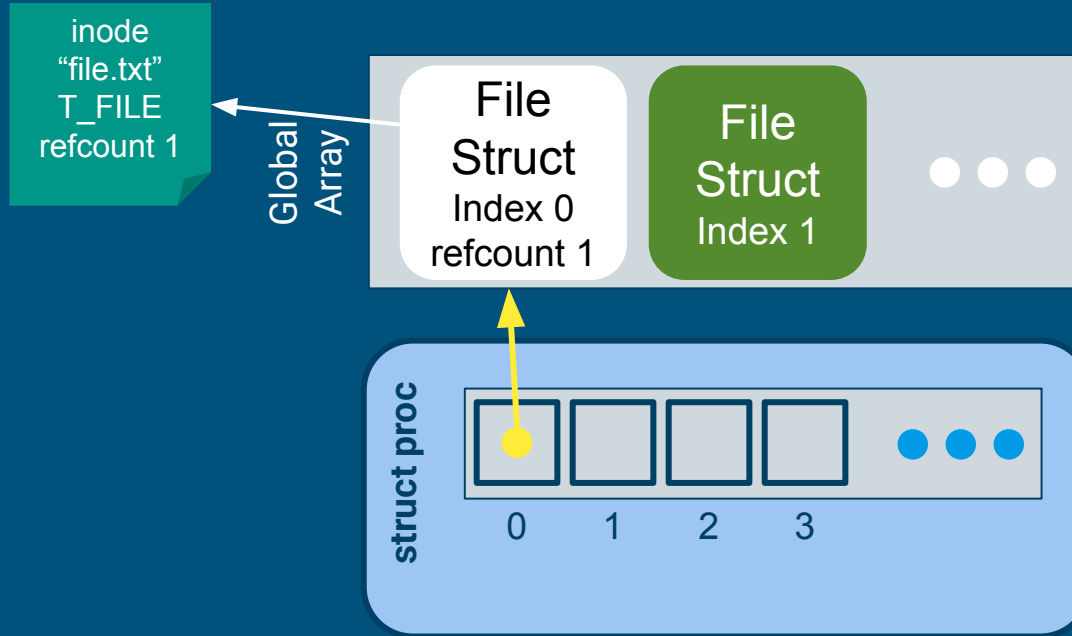 inode
“file.txt”
T_FILE
refcount 1
Global
Array
File
Struct
Index 0
refcount 1
File
Struct
Index 1
struct proc
0
1
2
3